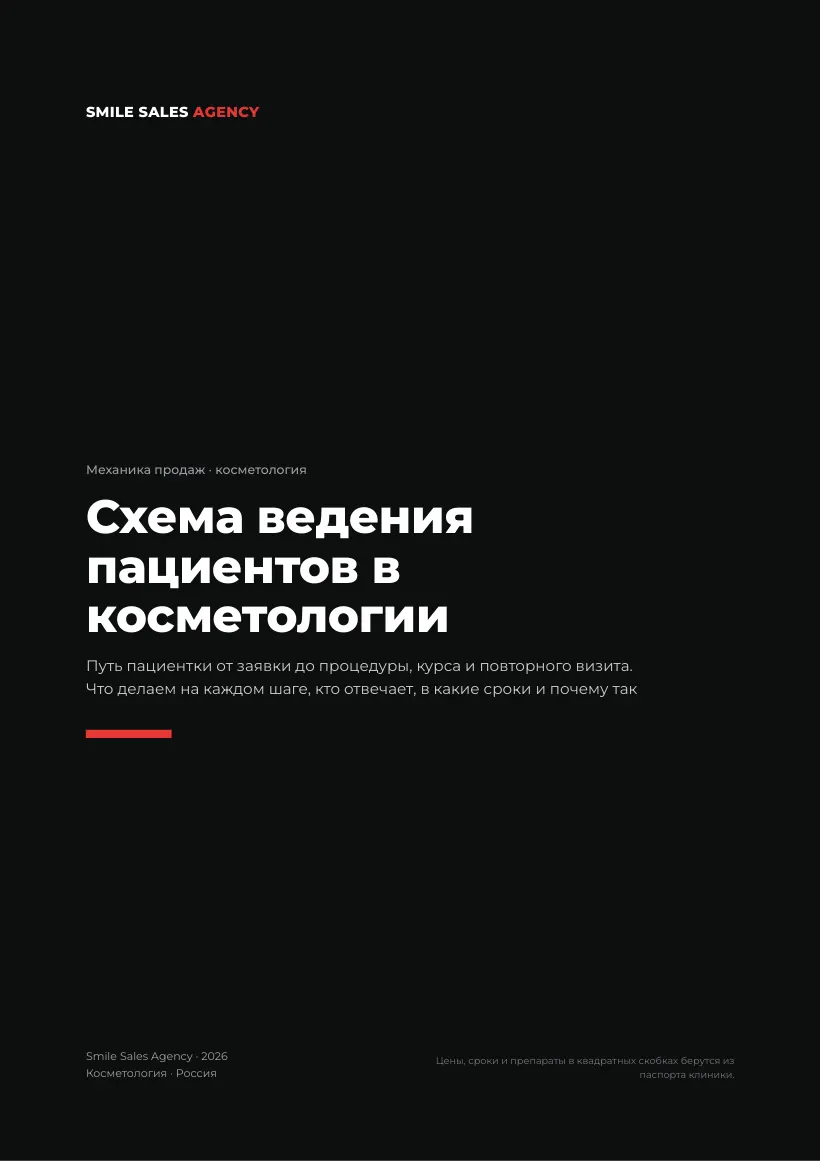 SMILE SALES AGENCY
Механика продаж · косметология
Схема ведения
пациентов в
косметологии
Путь пациентки от заявки до процедуры, курса и повторного визита.
Что делаем на каждом шаге, кто отвечает, в какие сроки и почему так
Smile Sales Agency · 2026
Косметология · Россия
Цены, сроки и препараты в квадратных скобках берутся из
паспорта клиники.